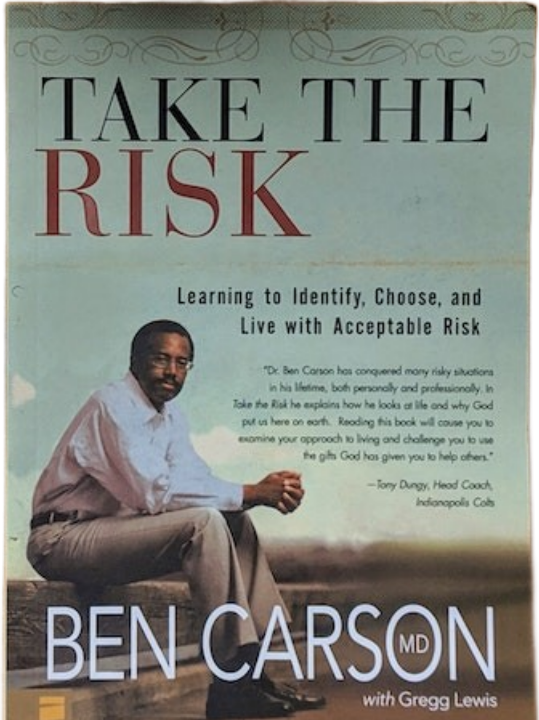 TAKE THE
RISK
Learning to Identify, Choose, and
Live with Acceptable Risk
"Dr. Ben Carson has conquered many risky situations
in his lifetime, both personally and professionally. In
Take the Risk he explains how he looks at life and why God
put us here on earth. Reading this book will cause you to
examine your approach to living and challenge you to use
the gifts God has given you to help others."
—Tony Dungy, Head Coach,
Indianapolis Colts
BEN CARSON MD
with Gregg Lewis